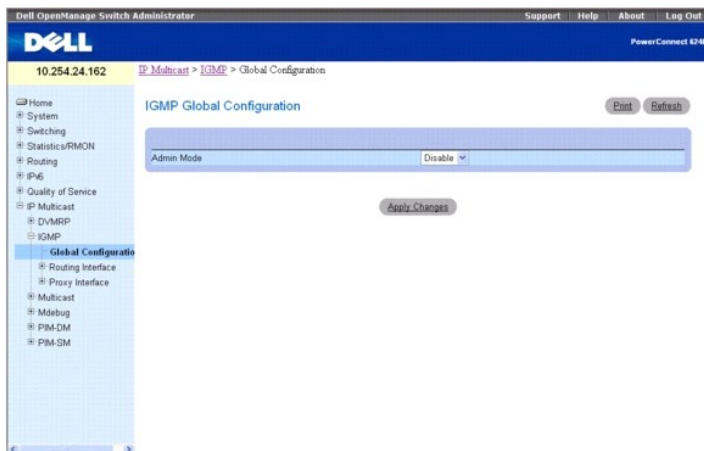 Dell OpenManage Switch Administrator
Support Help About Log Out
DELL
PowerConnect 6248
10.254.24.162
IP Multicast > IGMP > Global Configuration
Home
System
Switching
Statistics/RMON
Routing
IPv6
Quality of Service
IP Multicast
DVMRP
IGMP
Global Configuratio
Routing Interface
Proxy Interface
Multicast
Mdebug
PIM-DM
PIM-SM
IGMP Global Configuration
Print Refresh
Admin Mode Disable
Apply Changes